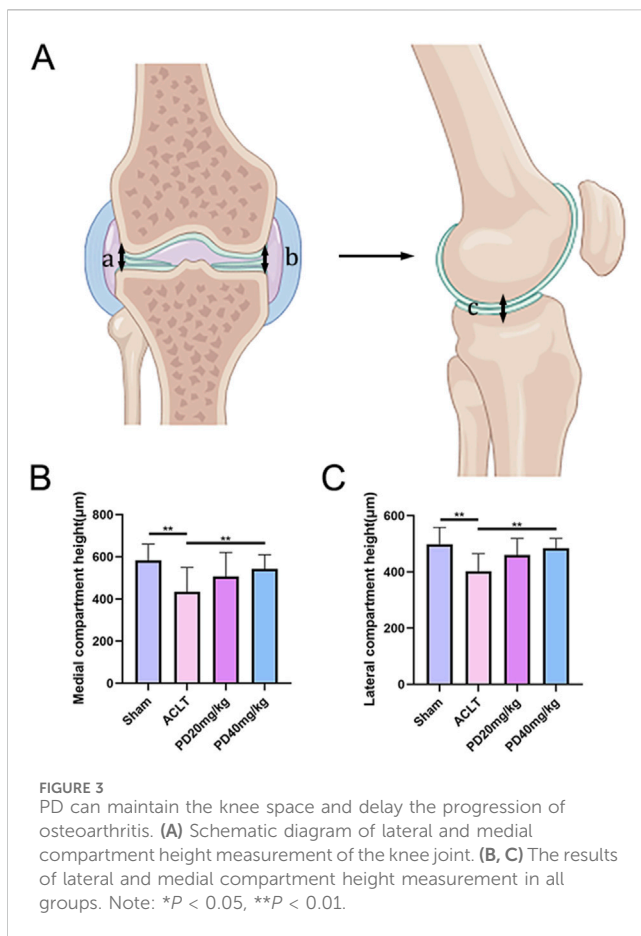 A
a
b
c
B
C
Medial compartment height(μm)
800
600
400
200
0
**
**
Sham
ACLT
PD20mg/kg
PD40mg/kg
Lateral compartment height(μm)
600
400
200
0
**
**
Sham
ACLT
PD20mg/kg
PD40mg/kg
FIGURE 3
PD can maintain the knee space and delay the progression of
osteoarthritis. (A) Schematic diagram of lateral and medial
compartment height measurement of the knee joint. (B, C) The results
of lateral and medial compartment height measurement in all
groups. Note: *P < 0.05, **P < 0.01.